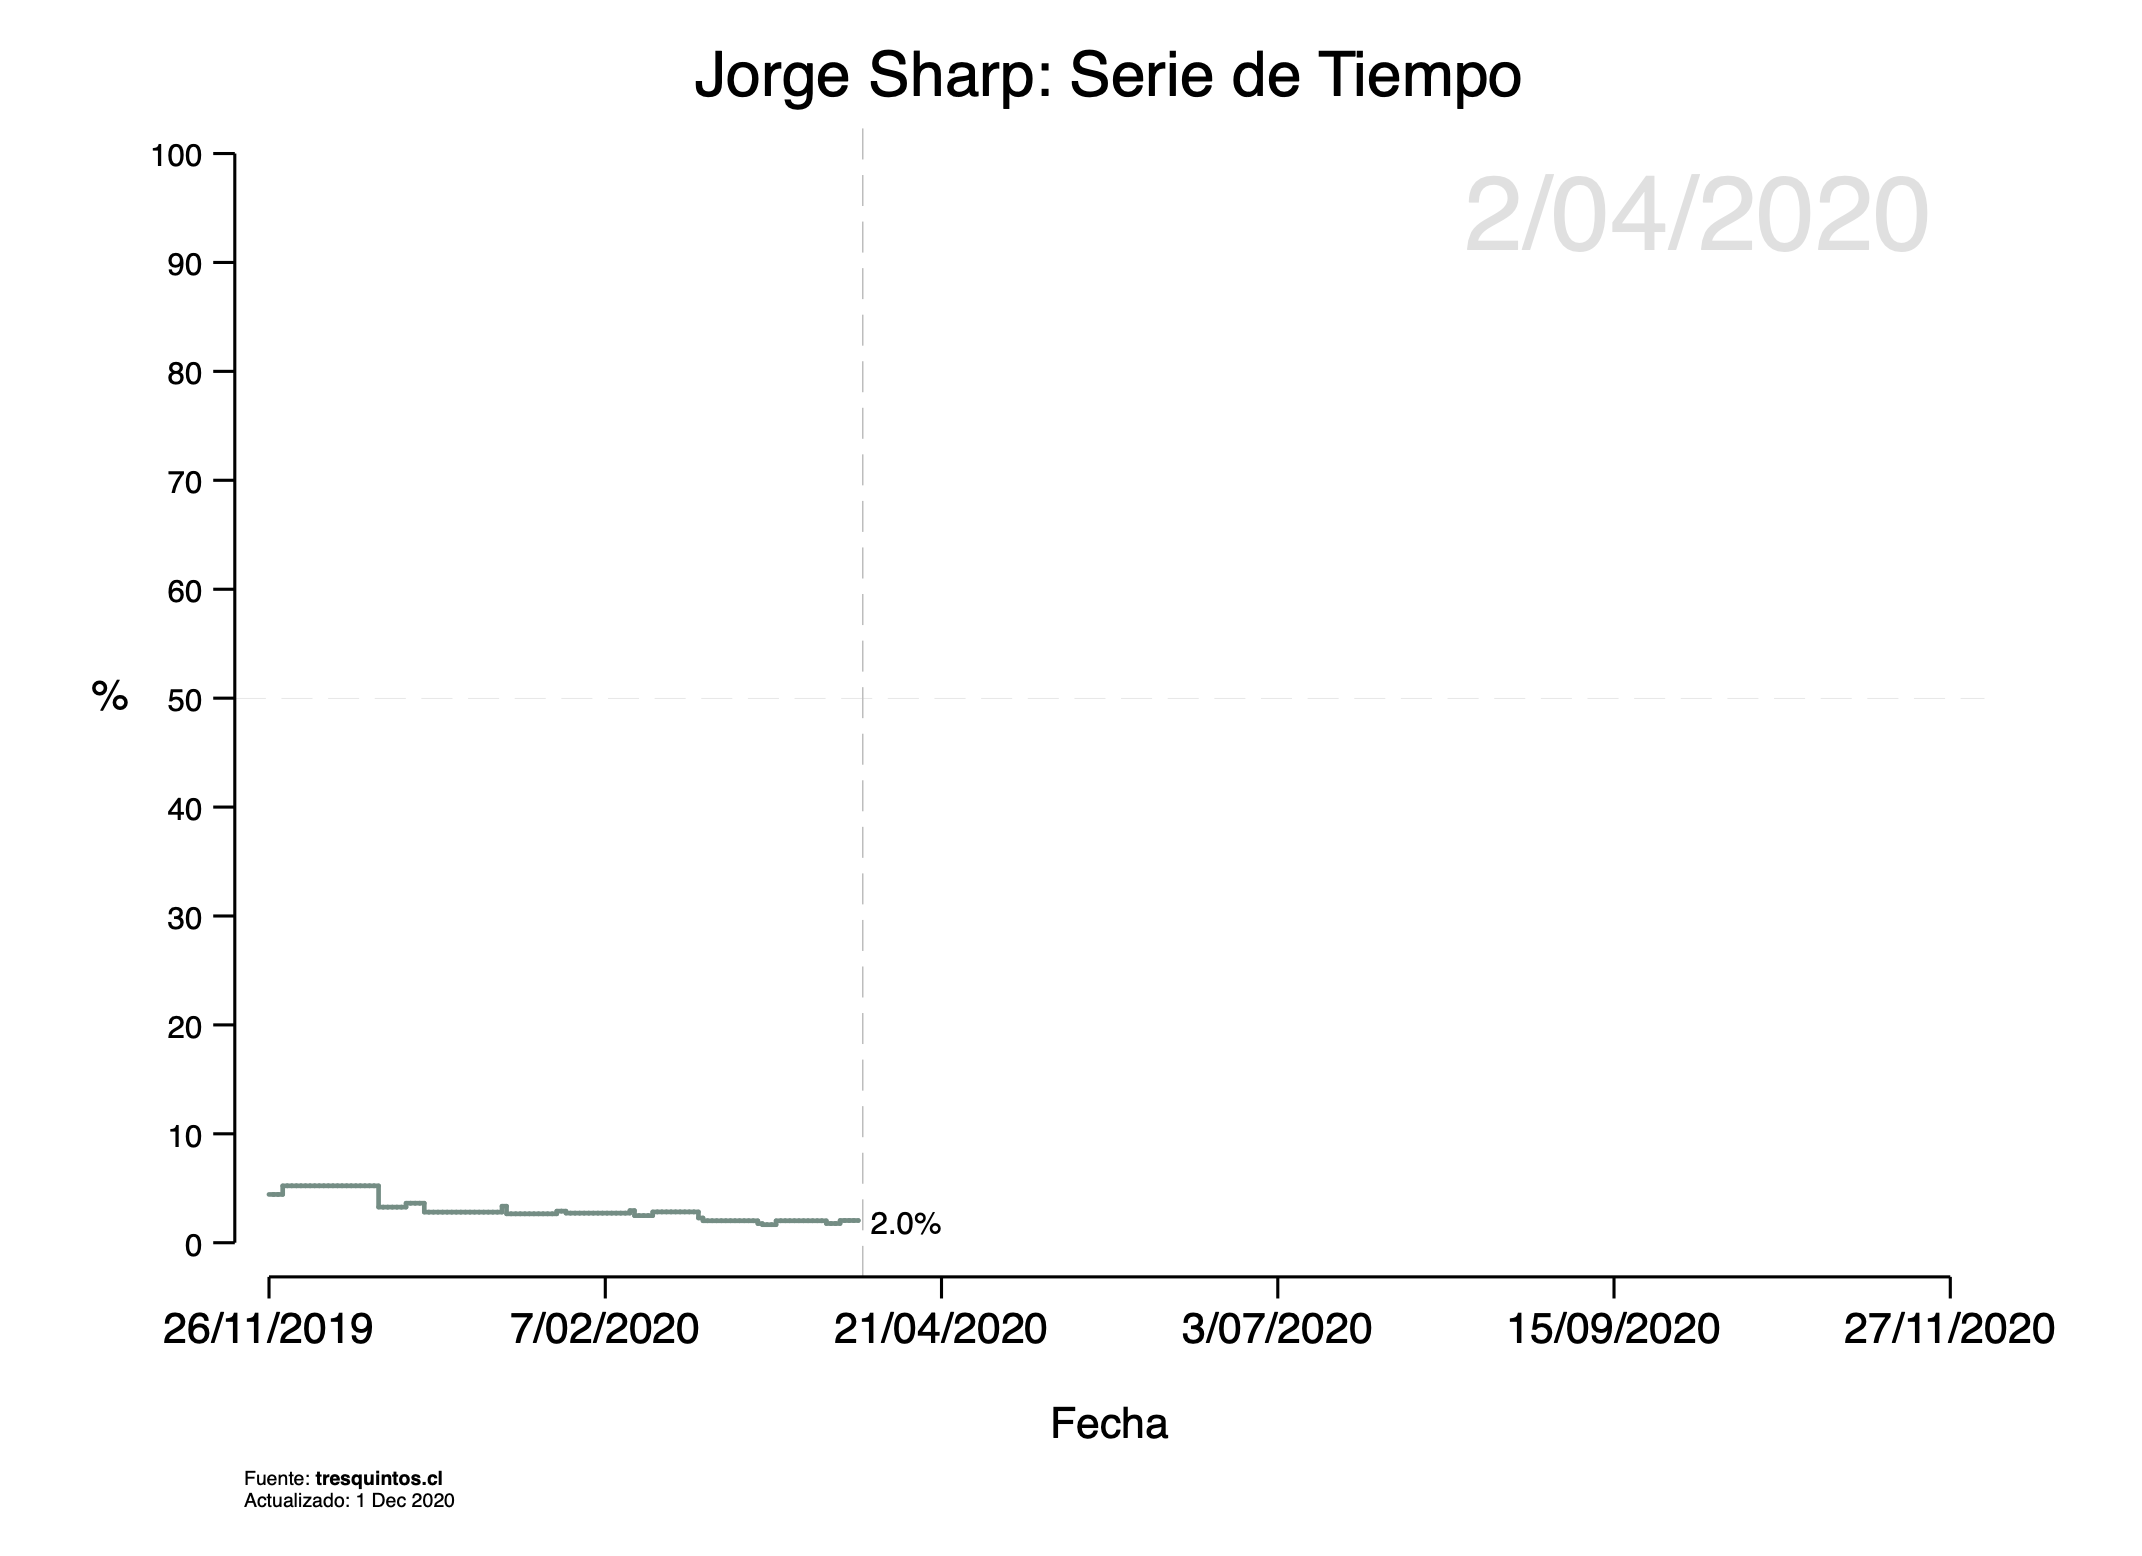 Jorge Sharp: Serie de Tiempo
2/04/2020
100
90
80
70
60
50
40
30
20
10
0
%
2.0%
26/11/2019 7/02/2020 21/04/2020 3/07/2020 15/09/2020 27/11/2020
Fecha
Fuente: tresquintos.cl
Actualizado: 1 Dec 2020